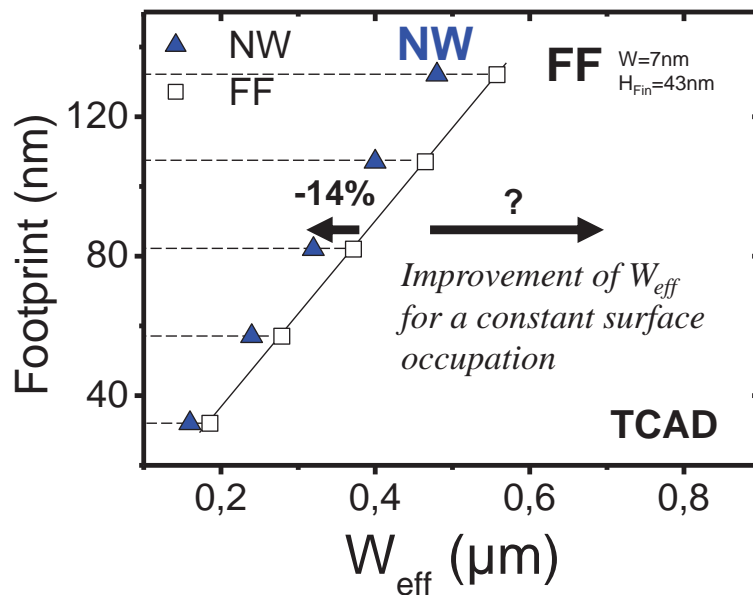 NW
FF
NW
FF
W=7nm
H_Fin=43nm
-14%
?
Improvement of W_eff
for a constant surface
occupation
TCAD
Footprint (nm)
120
80
40
0,2 0,4 0,6 0,8
W_eff (µm)